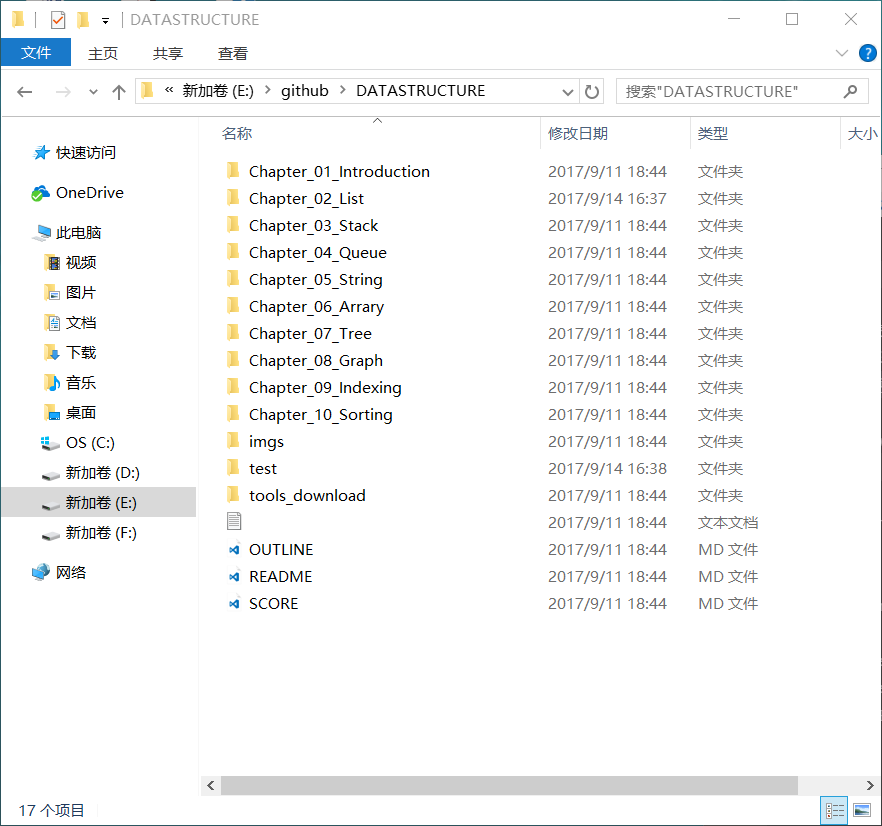 DATASTRUCTURE
文件 主页 共享 查看
« 新加卷 (E:) > github > DATASTRUCTURE 搜索"DATASTRUCTURE"
名称 修改日期 类型 大小
快速访问
OneDrive
此电脑
视频
图片
文档
下载
音乐
桌面
OS (C:)
新加卷 (D:)
新加卷 (E:)
新加卷 (F:)
网络
Chapter_01_Introduction 2017/9/11 18:44 文件夹
Chapter_02_List 2017/9/14 16:37 文件夹
Chapter_03_Stack 2017/9/11 18:44 文件夹
Chapter_04_Queue 2017/9/11 18:44 文件夹
Chapter_05_String 2017/9/11 18:44 文件夹
Chapter_06_Arrary 2017/9/11 18:44 文件夹
Chapter_07_Tree 2017/9/11 18:44 文件夹
Chapter_08_Graph 2017/9/11 18:44 文件夹
Chapter_09_Indexing 2017/9/11 18:44 文件夹
Chapter_10_Sorting 2017/9/11 18:44 文件夹
imgs 2017/9/11 18:44 文件夹
test 2017/9/14 16:38 文件夹
tools_download 2017/9/11 18:44 文件夹
2017/9/11 18:44 文本文档
OUTLINE 2017/9/11 18:44 MD 文件
README 2017/9/11 18:44 MD 文件
SCORE 2017/9/11 18:44 MD 文件
17 个项目